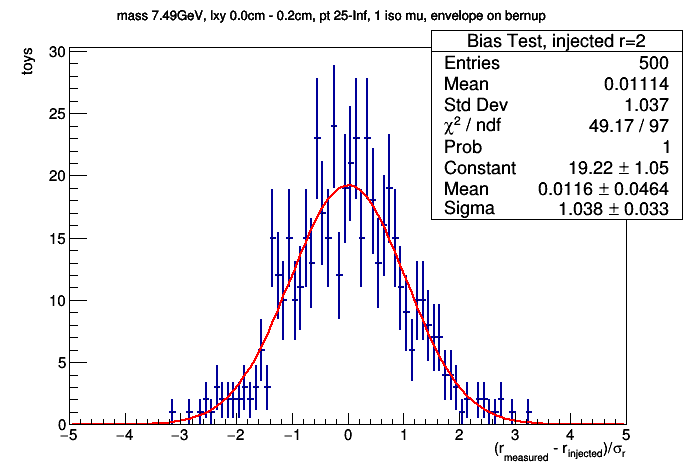 mass 7.49GeV, lxy 0.0cm - 0.2cm, pt 25-Inf, 1 iso mu, envelope on bernup
Bias Test, injected r=2
Entries 500
Mean 0.01114
Std Dev 1.037
χ² / ndf 49.17 / 97
Prob 1
Constant 19.22 ± 1.05
Mean 0.0116 ± 0.0464
Sigma 1.038 ± 0.033
toys
30
25
20
15
10
5
0
−5 −4 −3 −2 −1 0 1 2 3 4 5
(r_measured - r_injected)/σ_r